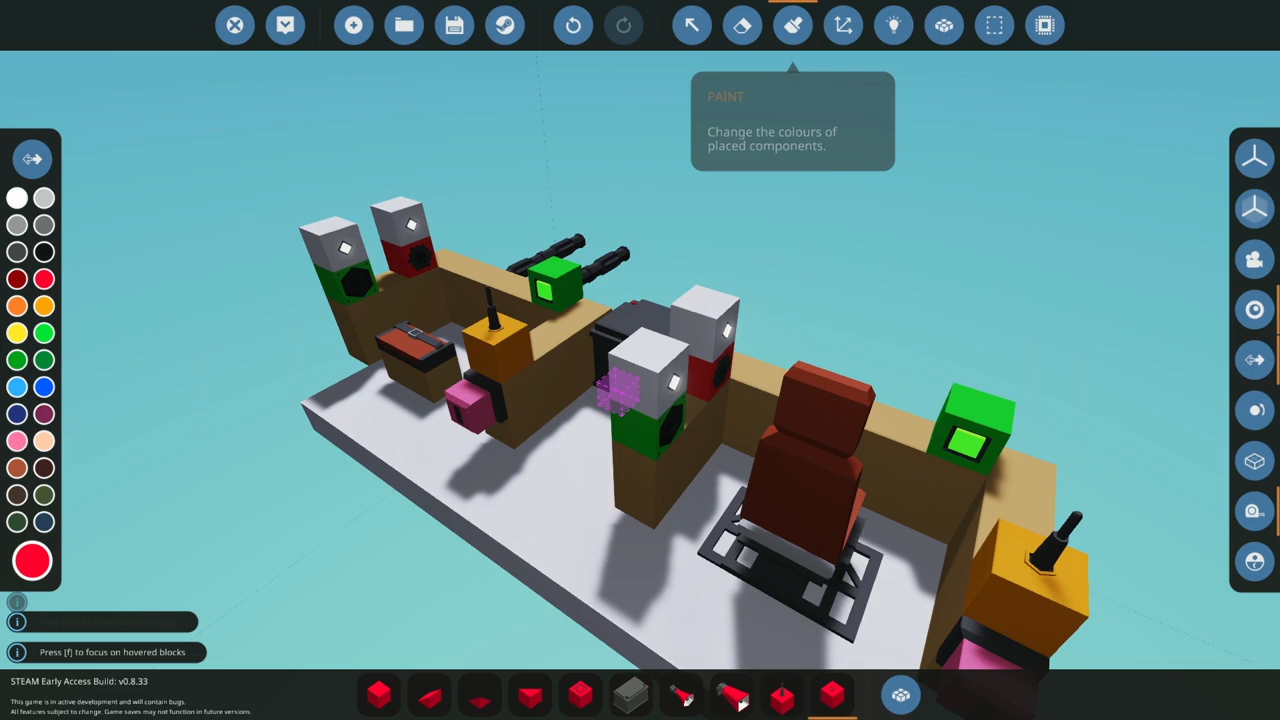 PAINT
Change the colours of
placed components.
Press [f] to focus on hovered blocks
STEAM Early Access Build: v0.8.33
This game is in active development and will contain bugs.
All features subject to change. Game saves may not function in future versions.